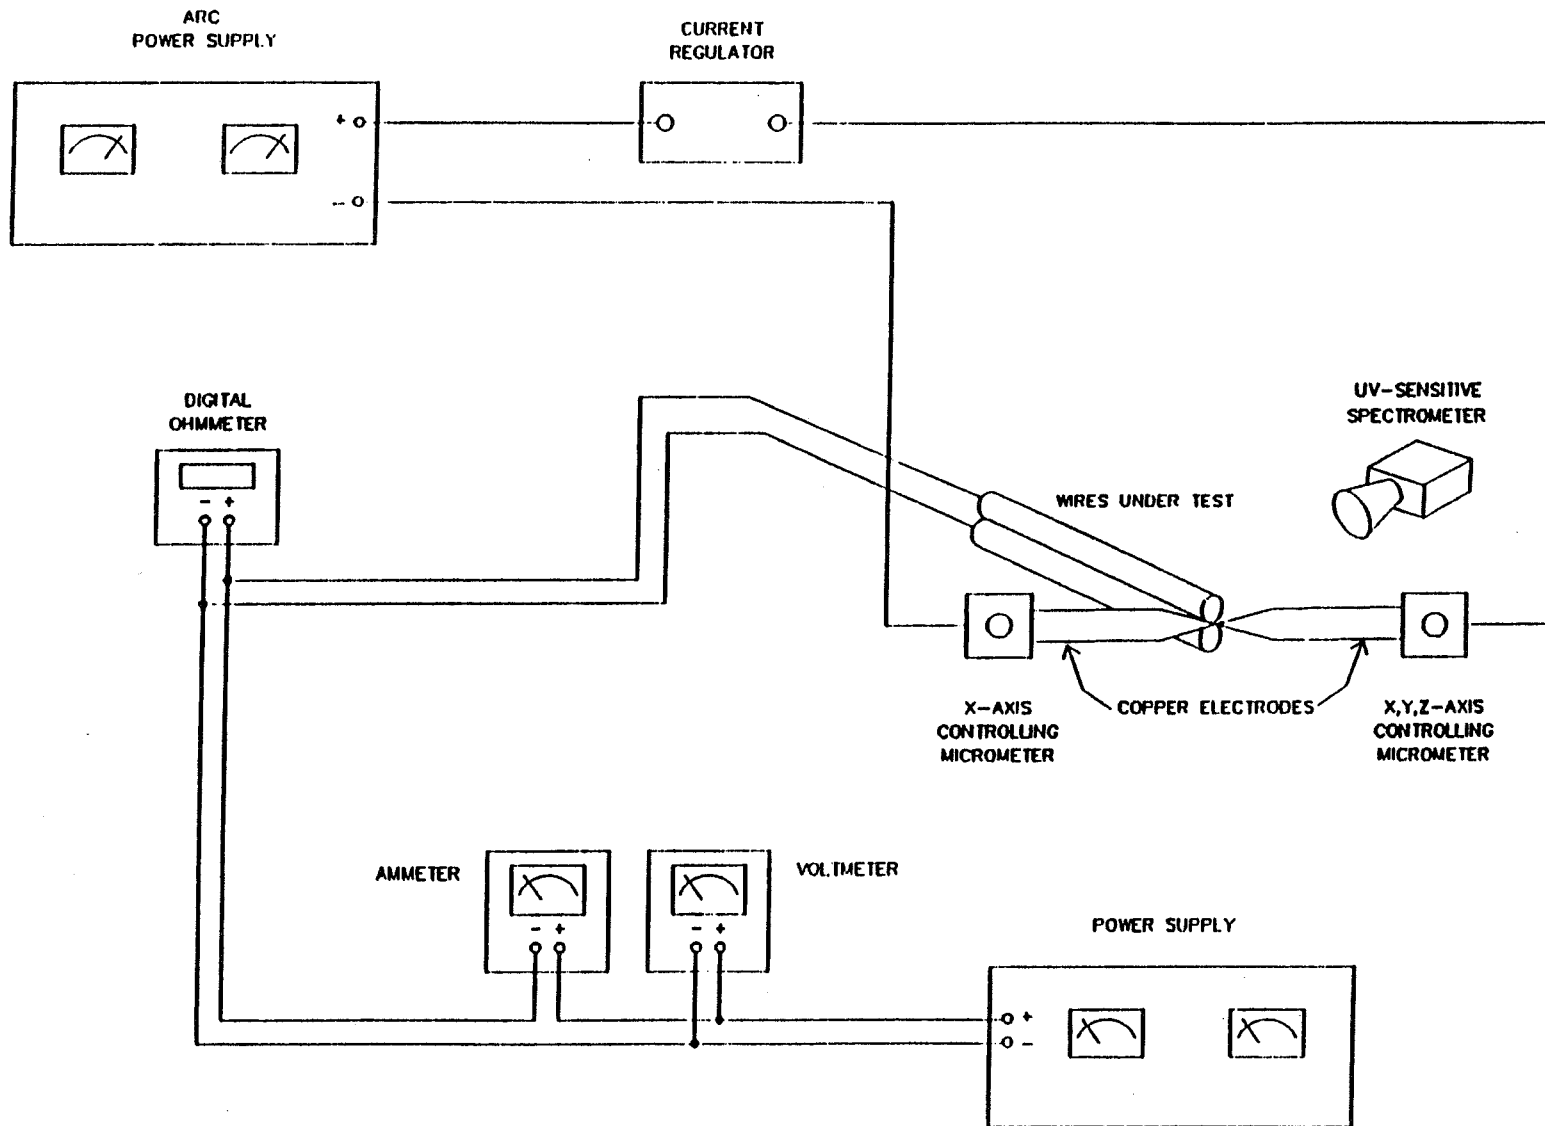 ARC
POWER SUPPLY
CURRENT
REGULATOR
+
-
DIGITAL
OHMMETER
- +
UV-SENSITIVE
SPECTROMETER
WIRES UNDER TEST
COPPER ELECTRODES
X-AXIS
CONTROLLING
MICROMETER
X,Y,Z-AXIS
CONTROLLING
MICROMETER
AMMETER
- +
VOLTMETER
- +
POWER SUPPLY
+
-